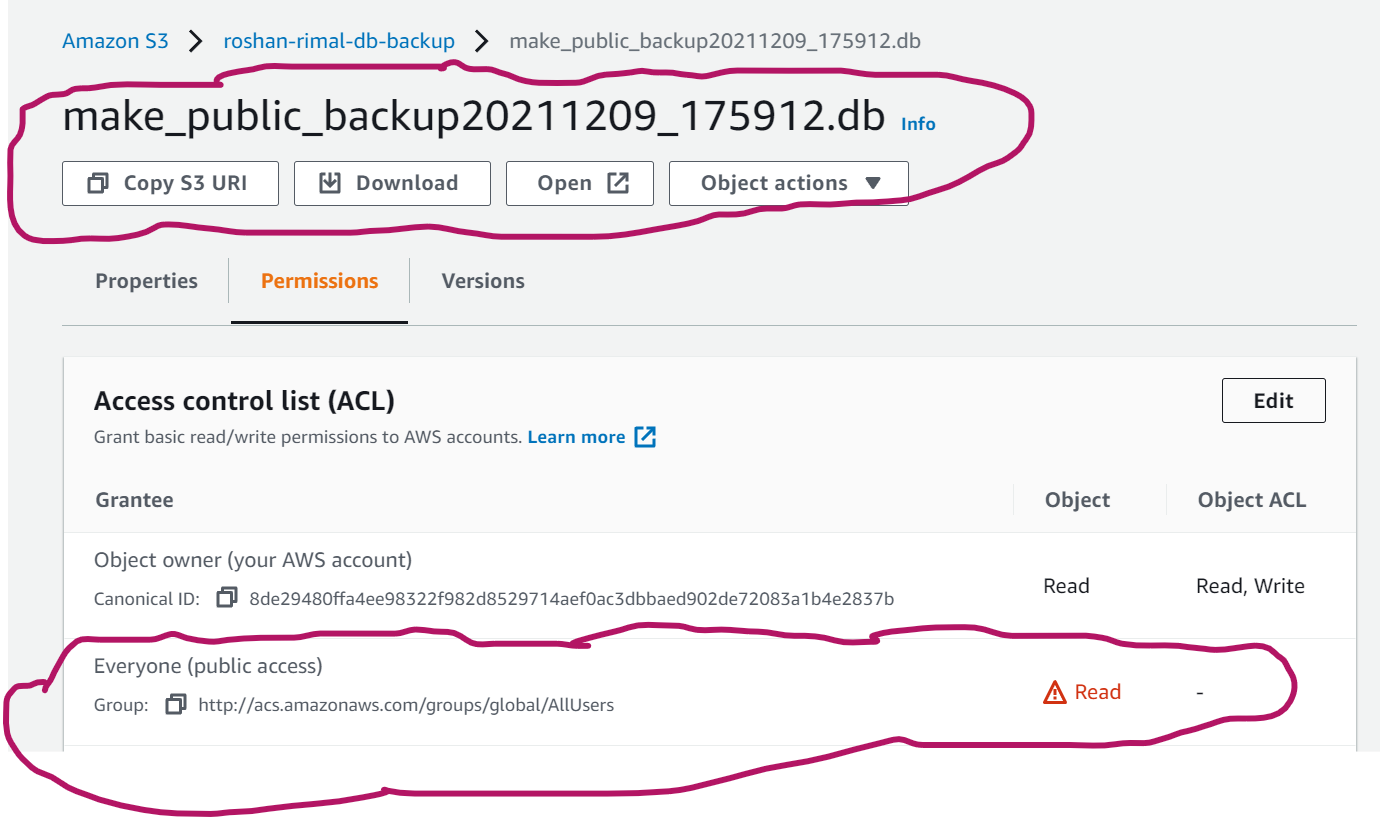 Amazon S3 > roshan-rimal-db-backup > make_public_backup20211209_175912.db
make_public_backup20211209_175912.db Info
Copy S3 URI Download Open Object actions ▼
Properties Permissions Versions
Access control list (ACL) Edit
Grant basic read/write permissions to AWS accounts. Learn more
Grantee Object Object ACL
Object owner (your AWS account)
Read Read, Write
Canonical ID: 8de29480ffa4ee98322f982d8529714aef0ac3dbbaed902de72083a1b4e2837b
Everyone (public access)
Read -
Group: http://acs.amazonaws.com/groups/global/AllUsers